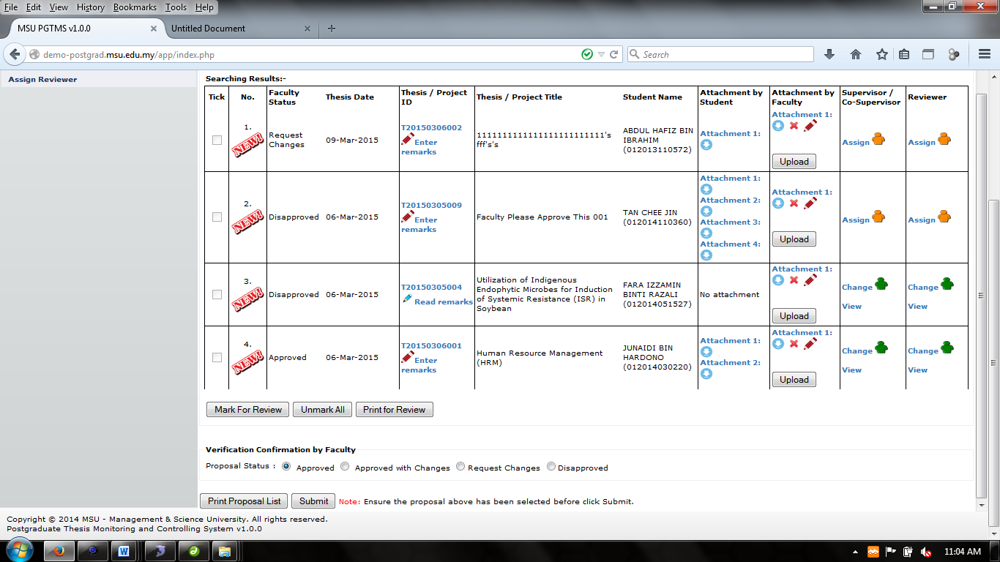 File Edit View History Bookmarks Tools Help
MSU PGTMS v1.0.0
Untitled Document
demo-postgrad.msu.edu.my/app/index.php
Search
Assign Reviewer
Searching Results:-
Tick No. Faculty Status Thesis Date Thesis / Project ID Thesis / Project Title Student Name Attachment by Student Attachment by Faculty Supervisor / Co-Supervisor Reviewer
1.
NEW!
Request
Changes
09-Mar-2015
T20150306002
Enter
remarks
1111111111111111111111111's
fff's's
ABDUL HAFIZ BIN
IBRAHIM
(012013110572)
Attachment 1:
Attachment 1:
Upload
Assign
Assign
2.
NEW!
Disapproved
06-Mar-2015
T20150305009
Enter
remarks
Faculty Please Approve This 001
TAN CHEE JIN
(012014110360)
Attachment 1:
Attachment 2:
Attachment 3:
Attachment 4:
Attachment 1:
Upload
Assign
Assign
3.
NEW!
Disapproved
06-Mar-2015
T20150305004
Read remarks
Utilization of Indigenous
Endophytic Microbes for Induction
of Systemic Resistance (ISR) in
Soybean
FARA IZZAMIN
BINTI RAZALI
(012014051527)
No attachment
Attachment 1:
Upload
Change
View
Change
View
4.
NEW!
Approved
06-Mar-2015
T20150306001
Enter
remarks
Human Resource Management
(HRM)
JUNAIDI BIN
HARDONO
(012014030220)
Attachment 1:
Attachment 2:
Attachment 1:
Upload
Change
View
Change
View
Mark For Review Unmark All Print for Review
Verification Confirmation by Faculty
Proposal Status : Approved Approved with Changes Request Changes Disapproved
Print Proposal List Submit Note: Ensure the proposal above has been selected before click Submit.
Copyright © 2014 MSU - Management & Science University. All rights reserved.
Postgraduate Thesis Monitoring and Controlling System v1.0.0
11:04 AM